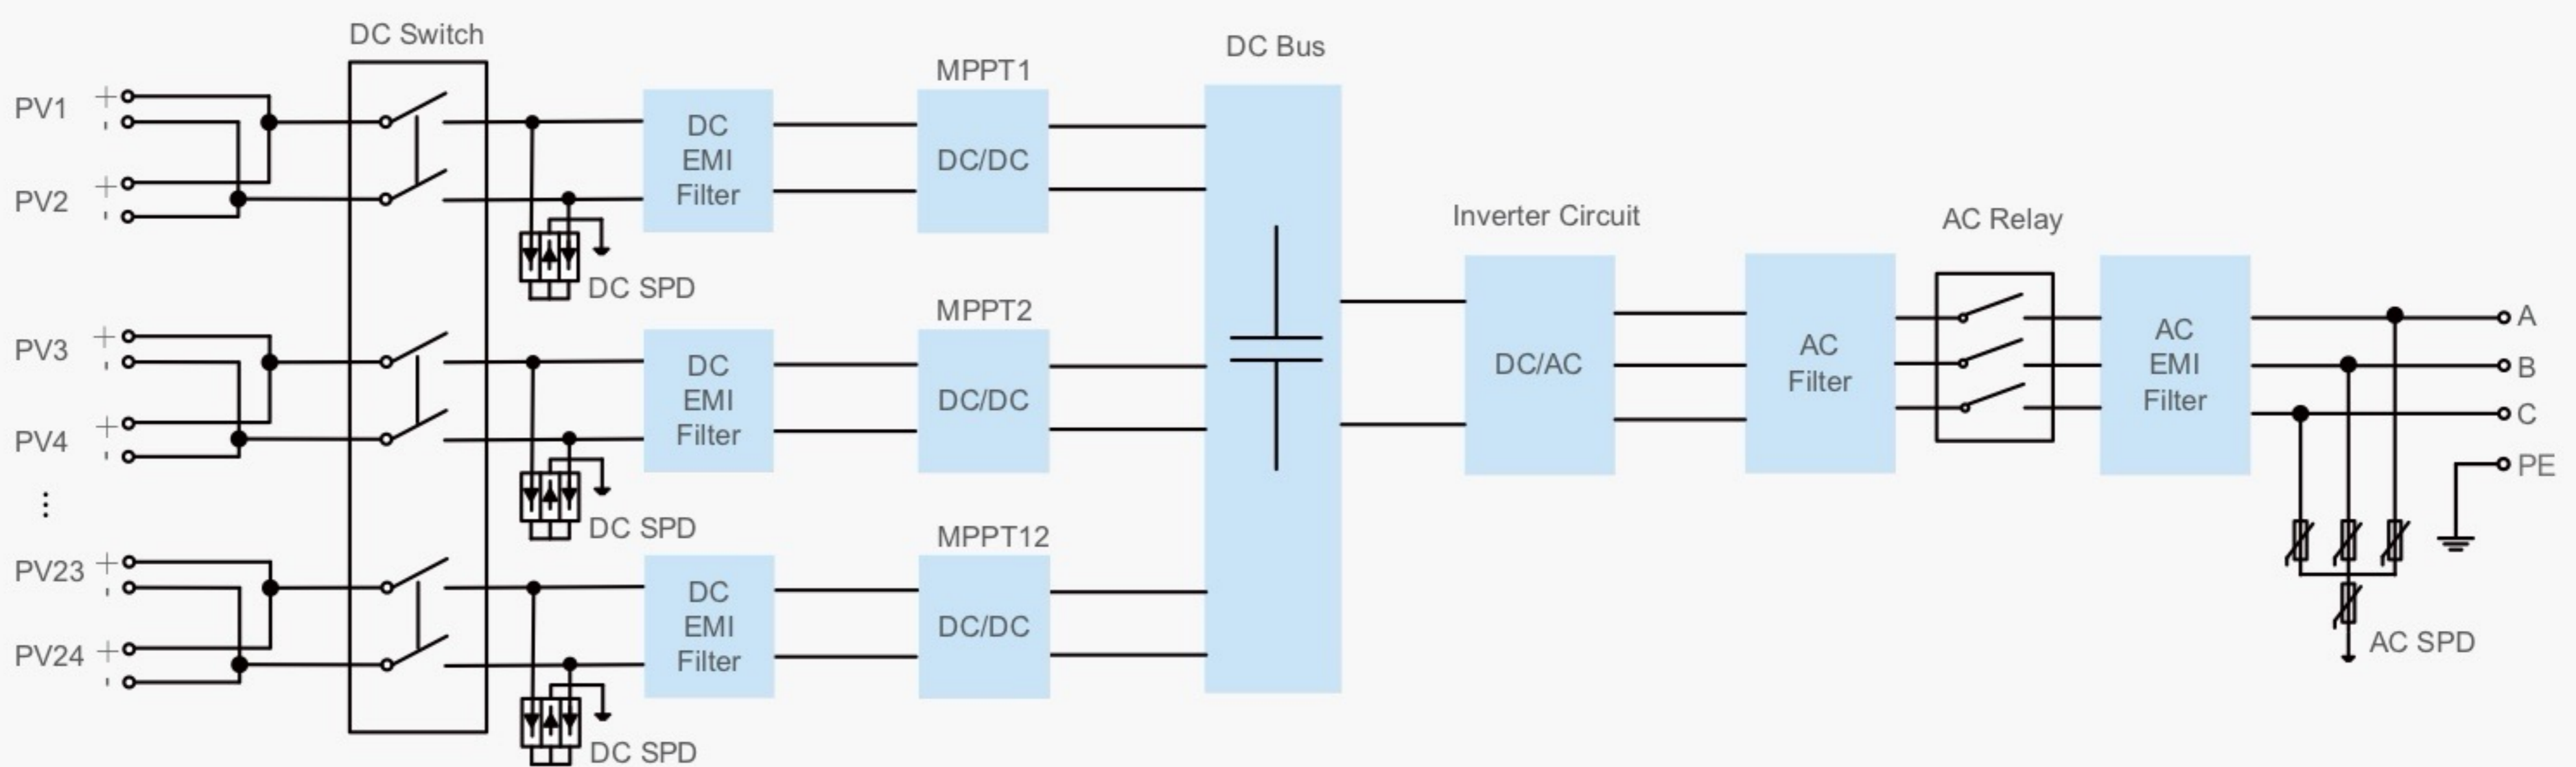 DC Switch
PV1
+
-
PV2
+
-
DC SPD
DC
EMI
Filter
MPPT1
DC/DC
PV3
+
-
PV4
+
-
DC SPD
DC
EMI
Filter
MPPT2
DC/DC
⋮
PV23
+
-
PV24
+
-
DC SPD
DC
EMI
Filter
MPPT12
DC/DC
DC Bus
Inverter Circuit
DC/AC
AC
Filter
AC Relay
AC
EMI
Filter
A
B
C
PE
AC SPD